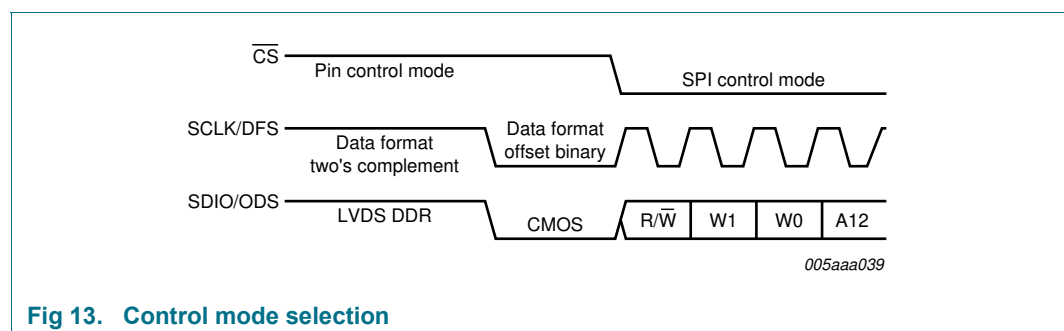 C̅S̅
Pin control mode
SPI control mode
SCLK/DFS
Data format
two's complement
Data format
offset binary
SDIO/ODS
LVDS DDR
CMOS
R/W̅
W1
W0
A12
005aaa039
Fig 13. Control mode selection